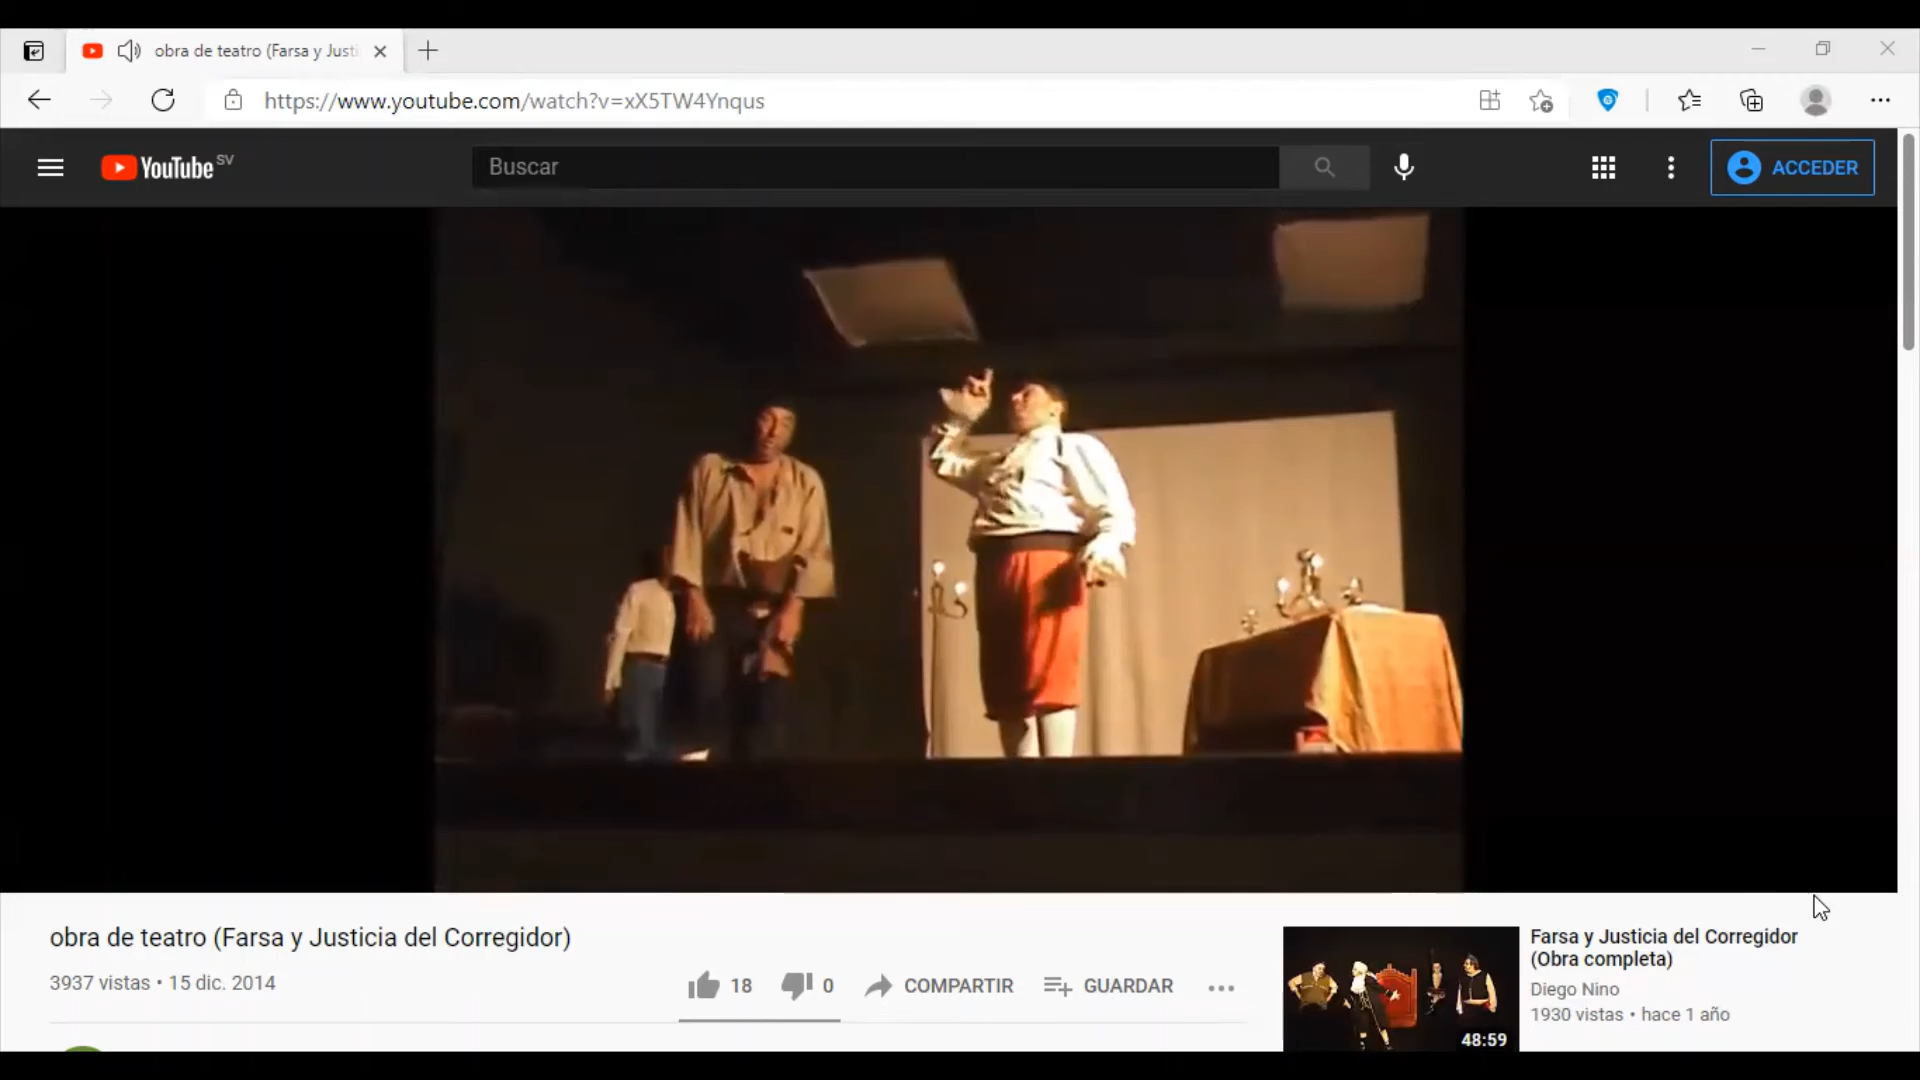 obra de teatro (Farsa y Justi
https://www.youtube.com/watch?v=xX5TW4Ynqus
YouTube SV
Buscar
ACCEDER
obra de teatro (Farsa y Justicia del Corregidor)
3937 vistas • 15 dic. 2014
18
0
COMPARTIR
GUARDAR
Farsa y Justicia del Corregidor
(Obra completa)
Diego Nino
1930 vistas • hace 1 año
48:59